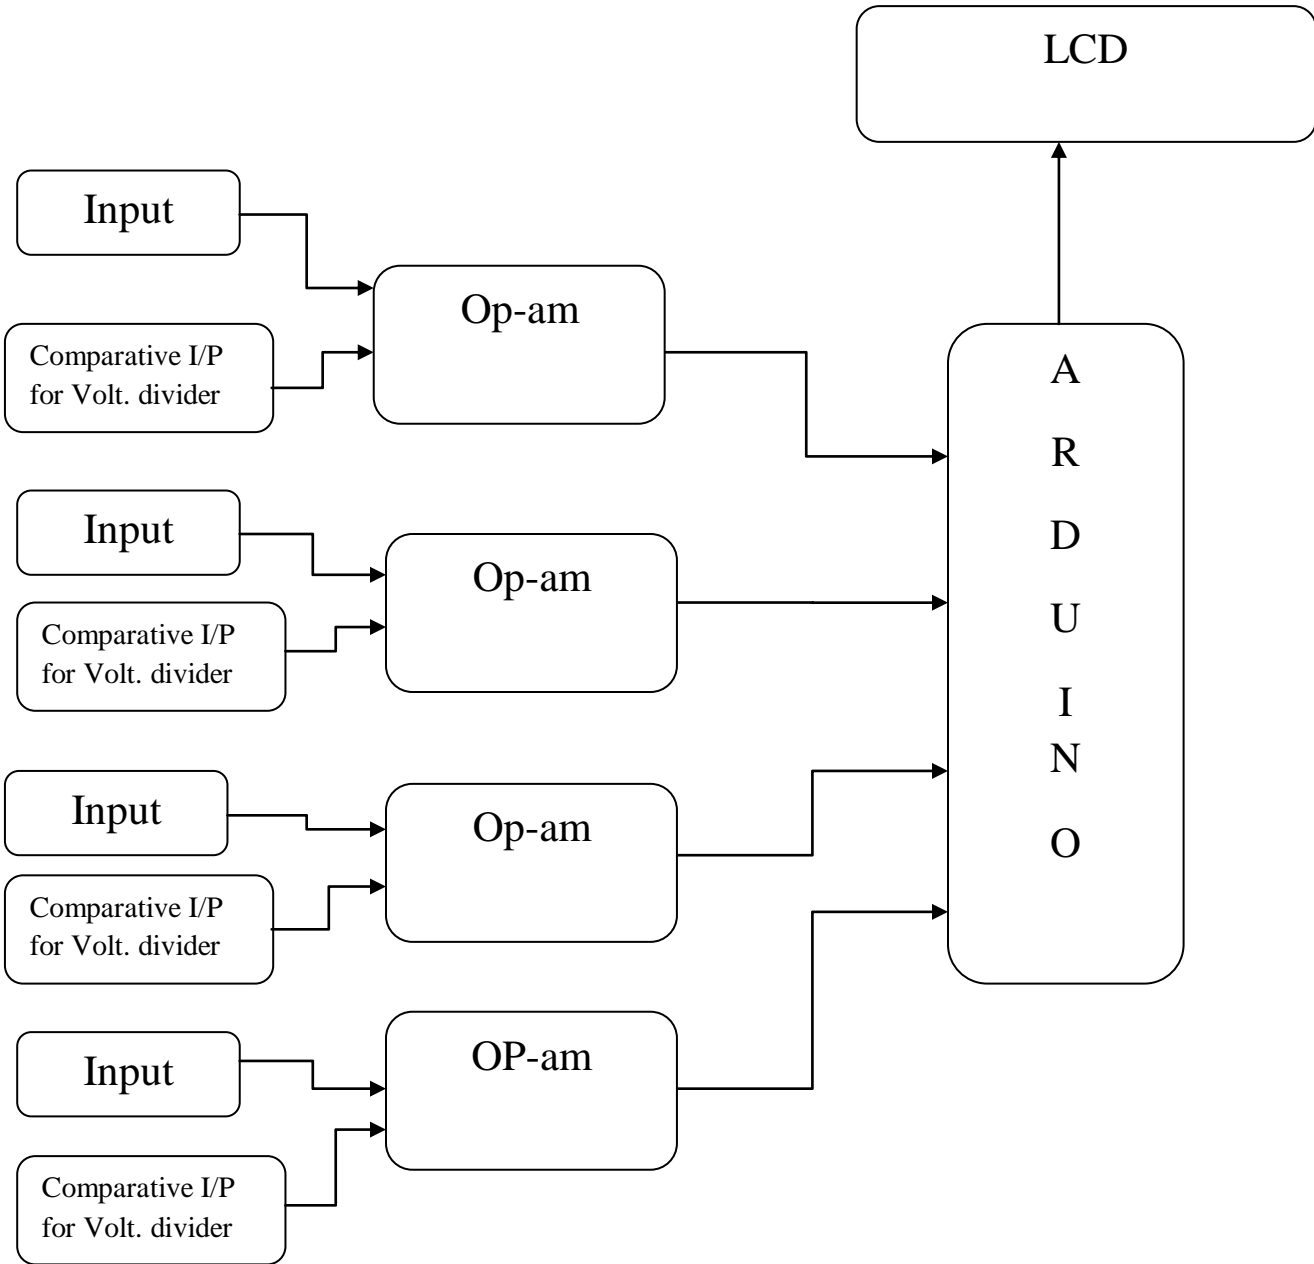 LCD
Input
Comparative I/P
for Volt. divider
Op-am
Input
Comparative I/P
for Volt. divider
Op-am
Input
Comparative I/P
for Volt. divider
Op-am
Input
Comparative I/P
for Volt. divider
OP-am
A
R
D
U
I
N
O